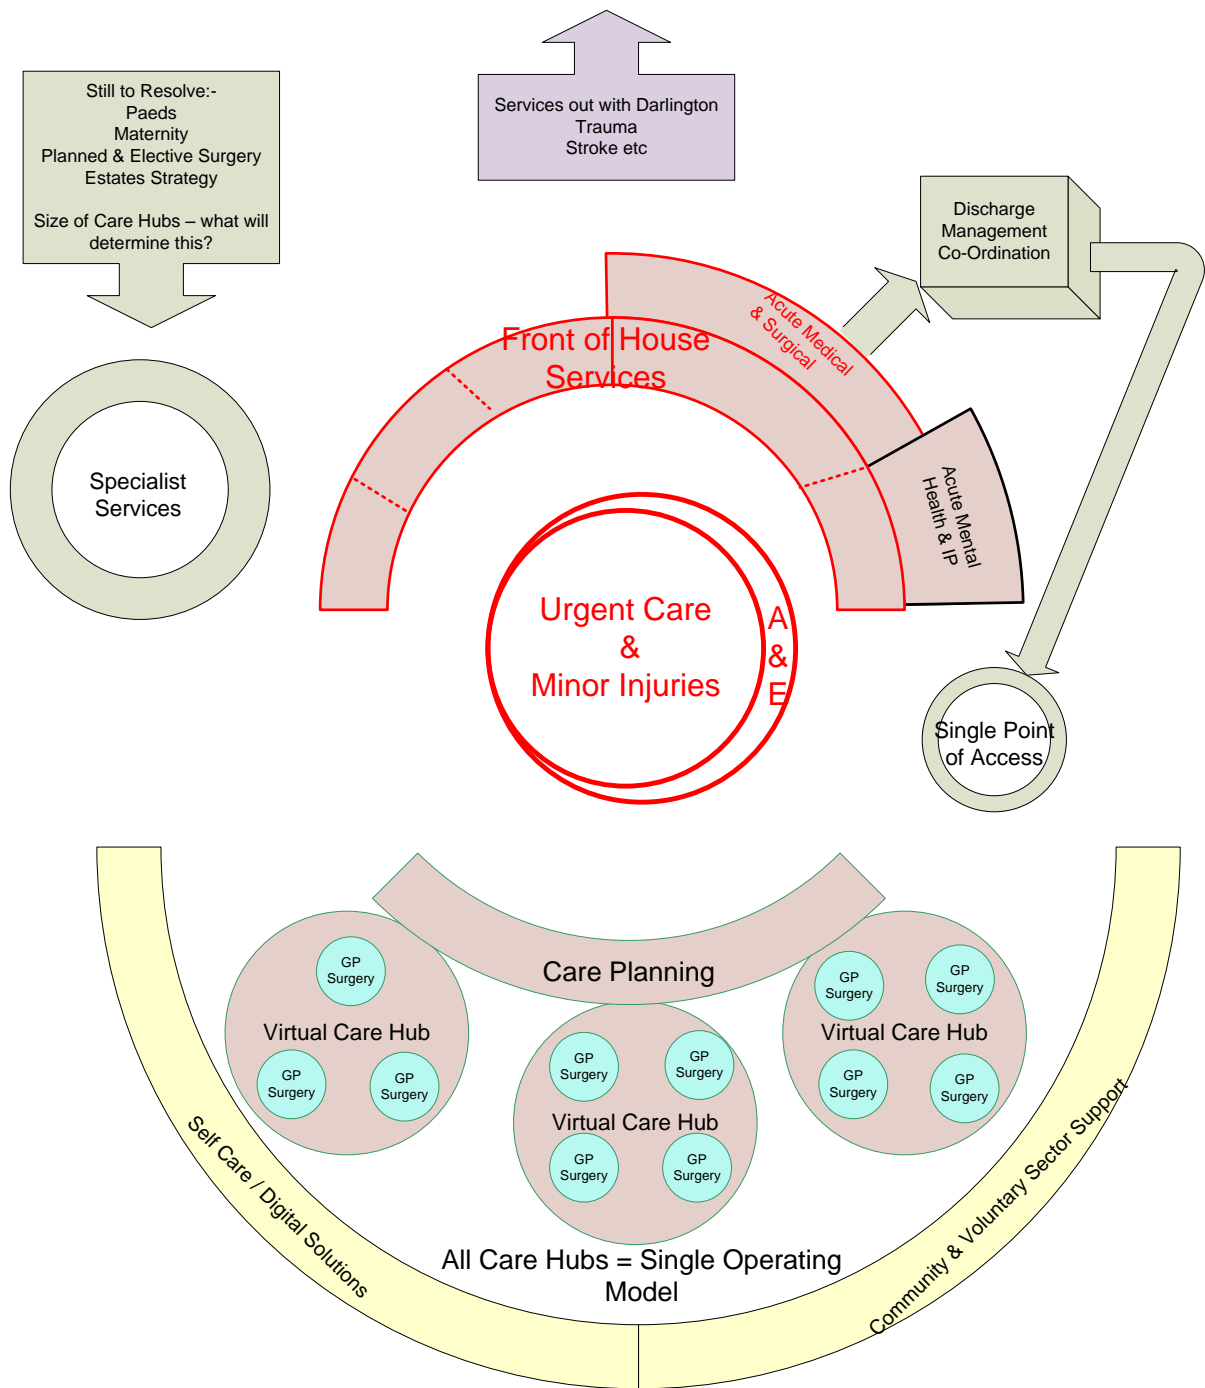 Still to Resolve:-
Paeds
Maternity
Planned & Elective Surgery
Estates Strategy
Size of Care Hubs – what will
determine this?
Services out with Darlington
Trauma
Stroke etc
Discharge
Management
Co-Ordination
Acute Medical
& Surgical
Front of House
Services
Acute Mental
Health & IP
Specialist
Services
Urgent Care
&
Minor Injuries
A
&
E
Single Point
of Access
Care Planning
GP
Surgery
Virtual Care Hub
GP
Surgery
GP
Surgery
GP
Surgery
GP
Surgery
Virtual Care Hub
GP
Surgery
GP
Surgery
GP
Surgery
GP
Surgery
Virtual Care Hub
GP
Surgery
GP
Surgery
Self Care / Digital Solutions
Community & Voluntary Sector Support
All Care Hubs = Single Operating
Model